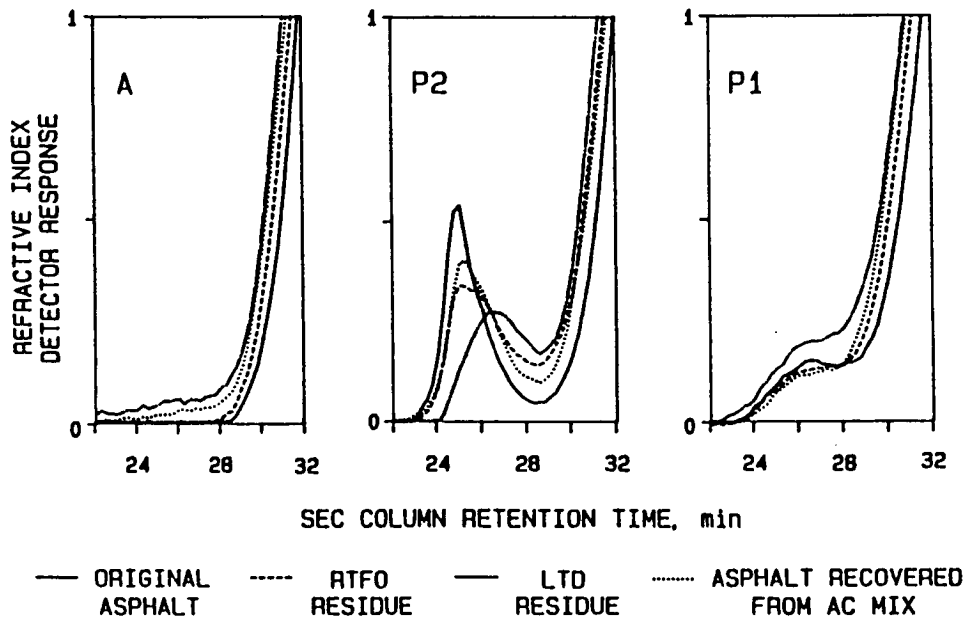 REFRACTIVE INDEX
DETECTOR RESPONSE
1
A
0
24 28 32
1
P2
0
24 28 32
1
P1
0
24 28 32
SEC COLUMN RETENTION TIME, min
ORIGINAL
ASPHALT
RTFO
RESIDUE
LTD
RESIDUE
ASPHALT RECOVERED
FROM AC MIX